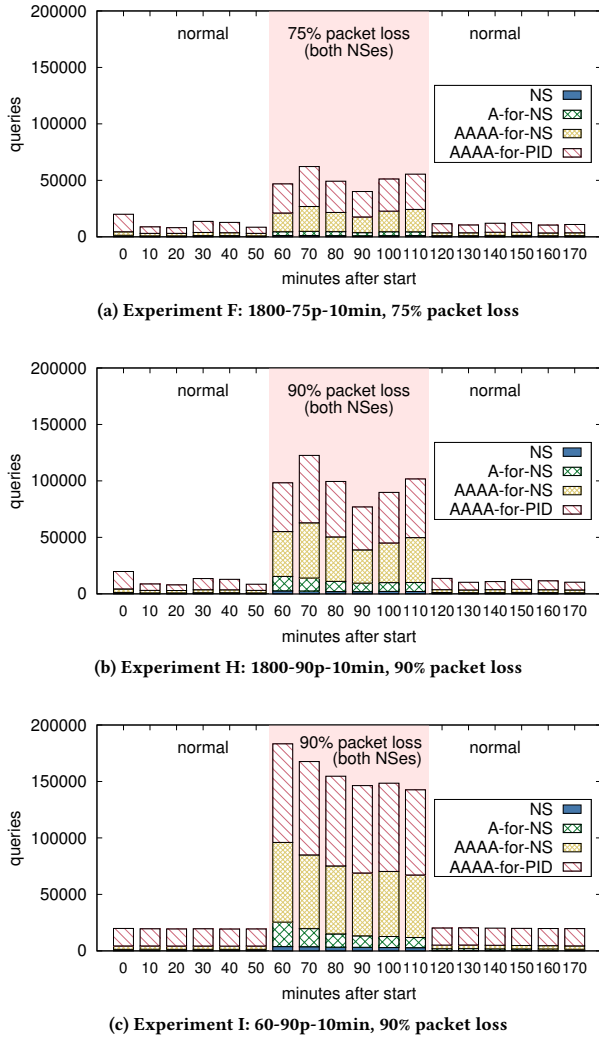 200000
150000
100000
50000
0
queries
normal
75% packet loss
(both NSes)
normal
NS
A-for-NS
AAAA-for-NS
AAAA-for-PID
0 10 20 30 40 50 60 70 80 90 100 110 120 130 140 150 160 170
minutes after start
(a) Experiment F: 1800-75p-10min, 75% packet loss
200000
150000
100000
50000
0
queries
normal
90% packet loss
(both NSes)
normal
NS
A-for-NS
AAAA-for-NS
AAAA-for-PID
0 10 20 30 40 50 60 70 80 90 100 110 120 130 140 150 160 170
minutes after start
(b) Experiment H: 1800-90p-10min, 90% packet loss
200000
150000
100000
50000
0
queries
normal
90% packet loss
(both NSes)
normal
NS
A-for-NS
AAAA-for-NS
AAAA-for-PID
0 10 20 30 40 50 60 70 80 90 100 110 120 130 140 150 160 170
minutes after start
(c) Experiment I: 60-90p-10min, 90% packet loss